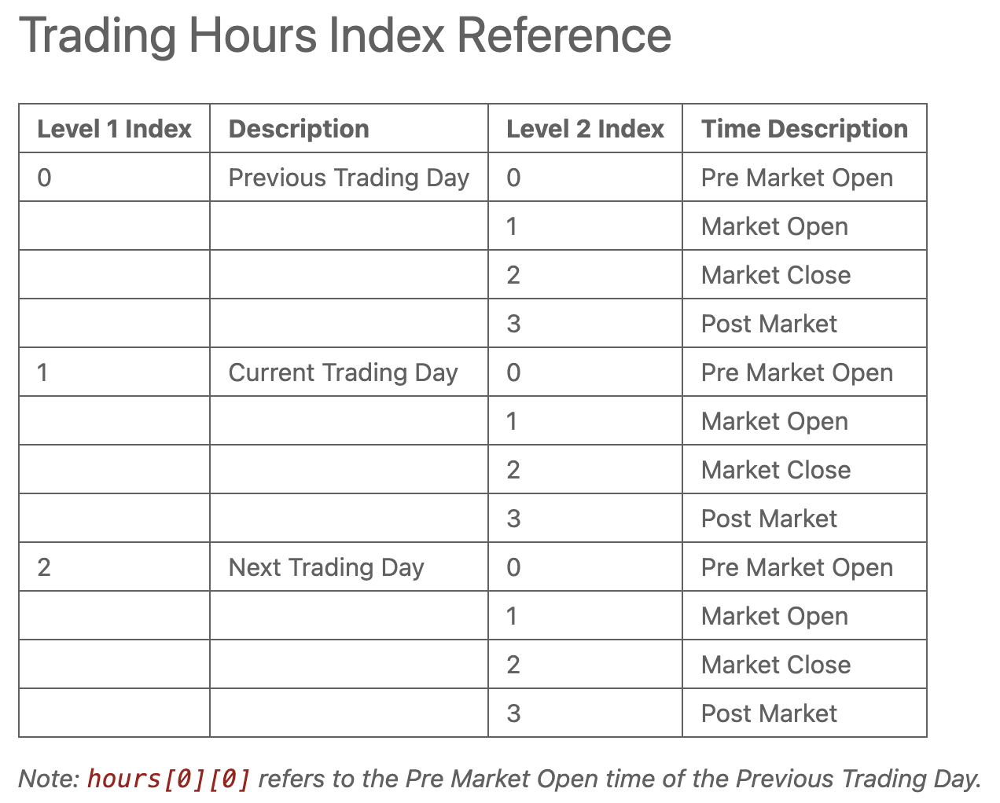 Trading Hours Index Reference
Level 1 Index Description Level 2 Index Time Description
0 Previous Trading Day 0 Pre Market Open
1 Market Open
2 Market Close
3 Post Market
1 Current Trading Day 0 Pre Market Open
1 Market Open
2 Market Close
3 Post Market
2 Next Trading Day 0 Pre Market Open
1 Market Open
2 Market Close
3 Post Market
Note: hours[0][0] refers to the Pre Market Open time of the Previous Trading Day.